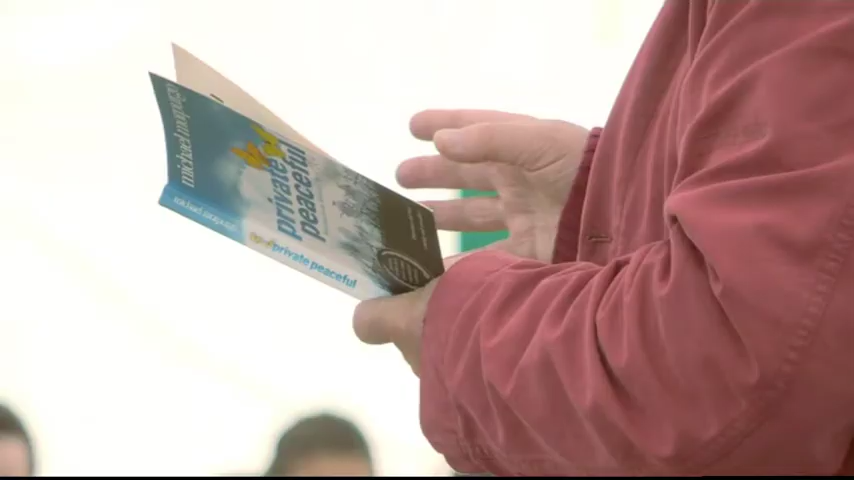 michael morpurgo
private
peaceful
michael morpurgo
private peaceful